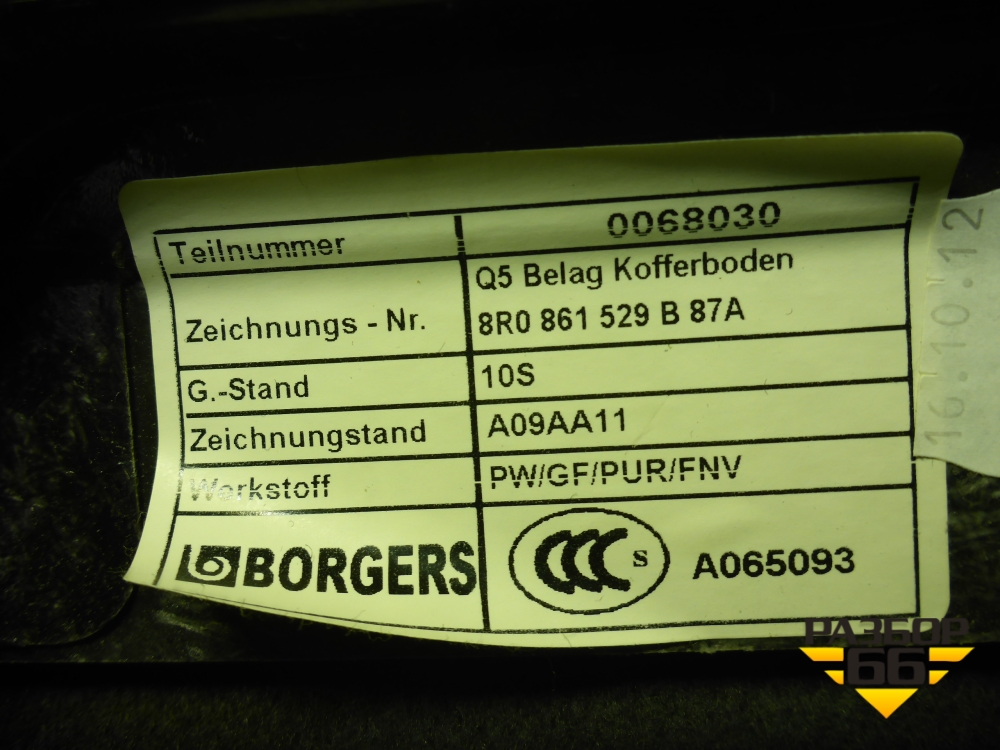 Teilnummer 0068030
Q5 Belag Kofferboden
Zeichnungs - Nr. 8R0 861 529 B 87A
G.-Stand 10S
Zeichnungstand A09AA11
Werkstoff PW/GF/PUR/FNV
BORGERS CCC S A065093
16.10.12
РАЗБОР
66